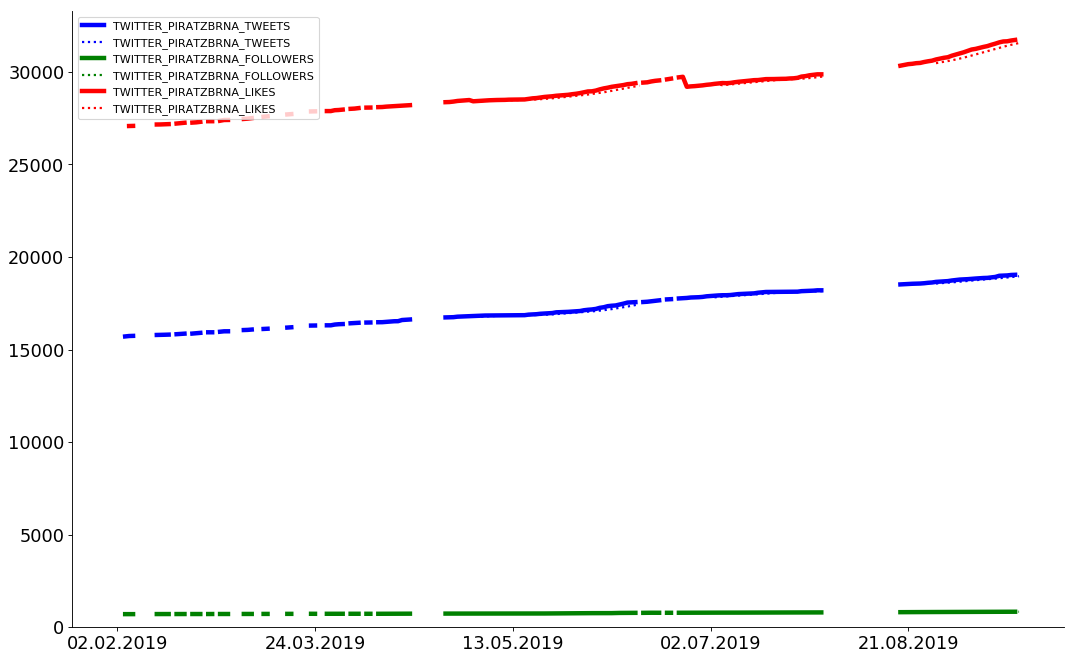 TWITTER_PIRATZBRNA_TWEETS
TWITTER_PIRATZBRNA_TWEETS
TWITTER_PIRATZBRNA_FOLLOWERS
TWITTER_PIRATZBRNA_FOLLOWERS
TWITTER_PIRATZBRNA_LIKES
TWITTER_PIRATZBRNA_LIKES
30000
25000
20000
15000
10000
5000
0
02.02.2019 24.03.2019 13.05.2019 02.07.2019 21.08.2019